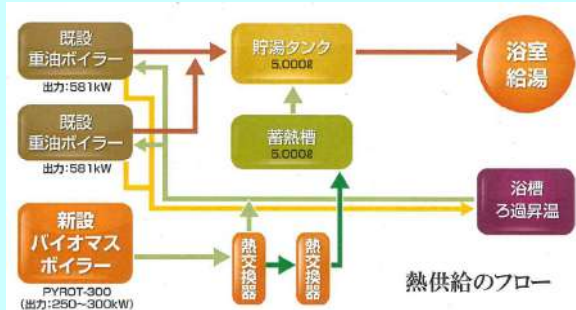 既設
重油ボイラー
出力:581kW
既設
重油ボイラー
出力:581kW
新設
バイオマス
ボイラー
PYROT-300
(出力:250~300kW)
貯湯タンク
5,000ℓ
蓄熱槽
5,000ℓ
熱交換器
熱交換器
浴室
給湯
浴槽
ろ過昇温
熱供給のフロー